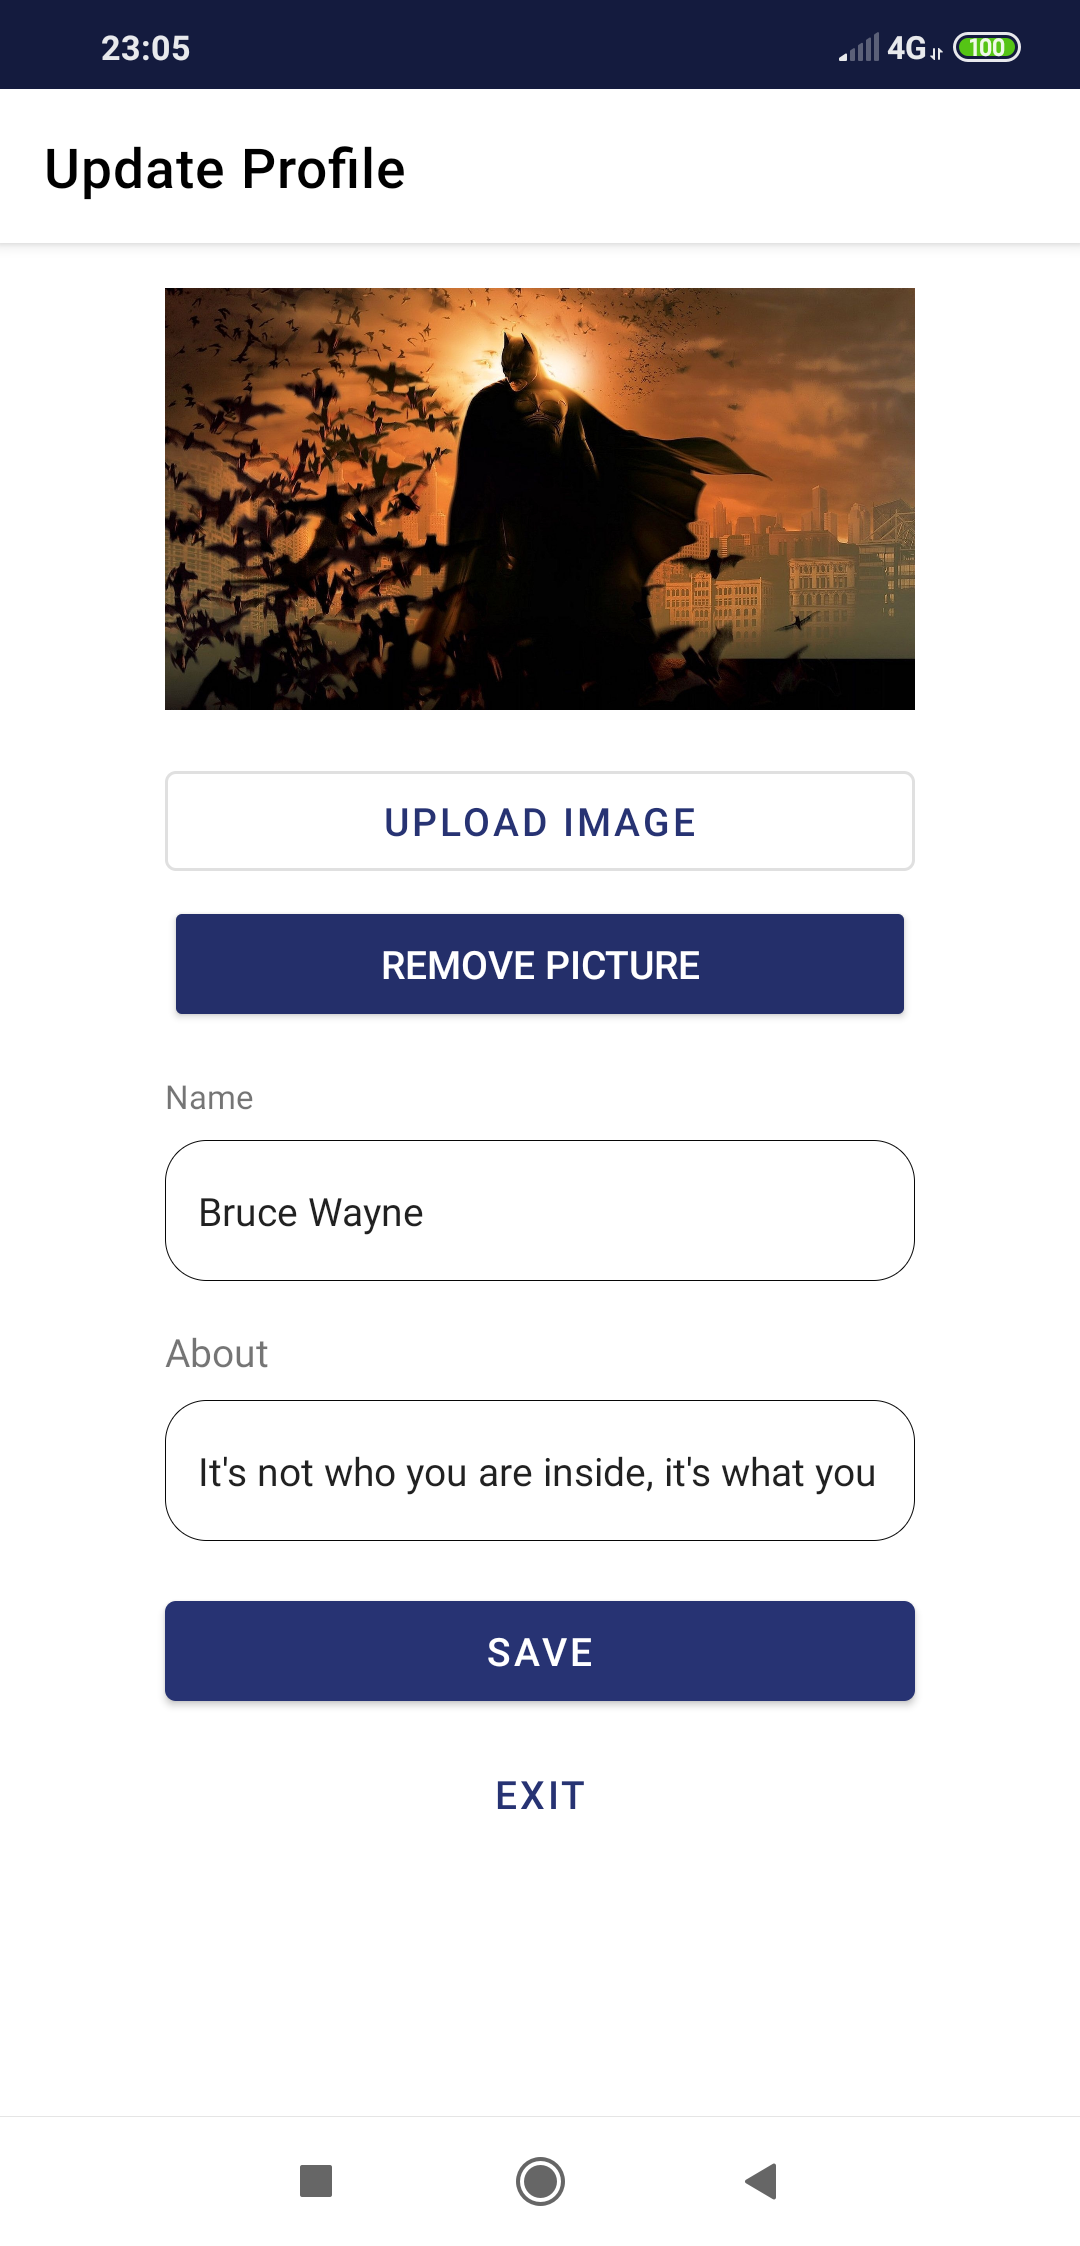 23:05
4G
100
Update Profile
UPLOAD IMAGE
REMOVE PICTURE
Name
Bruce Wayne
About
It's not who you are inside, it's what you
SAVE
EXIT